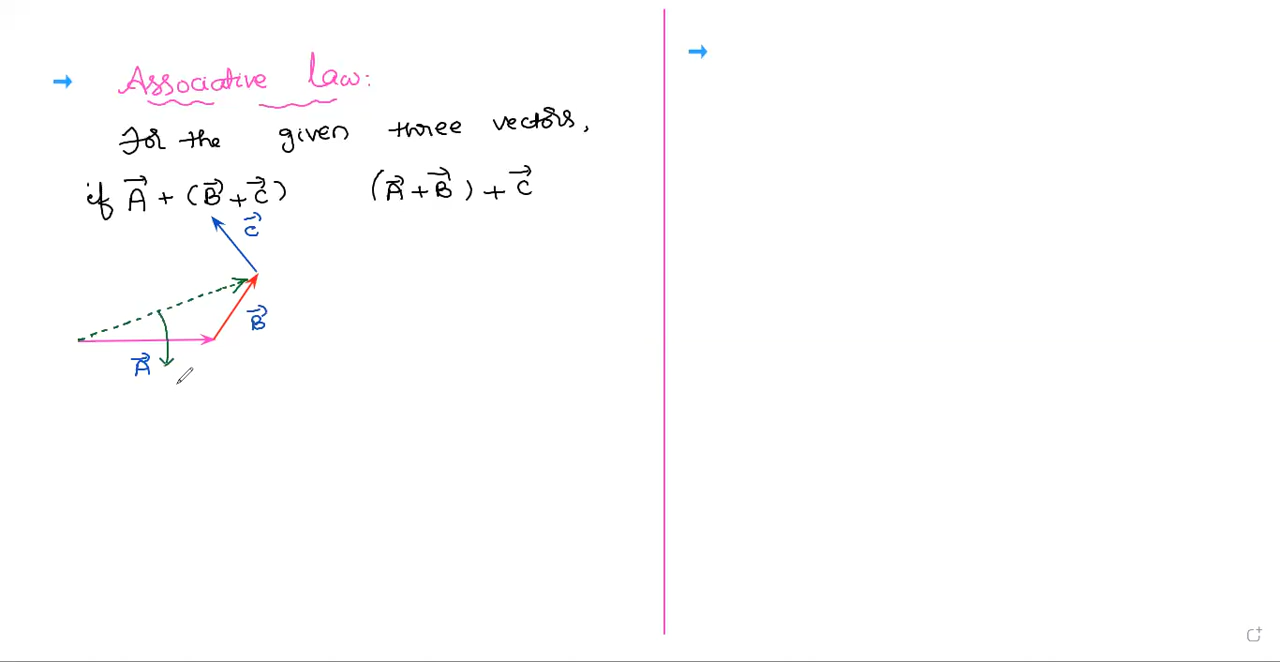 → Associative law:
For the given three vectors,
if A⃗ + (B⃗ + C⃗) (A⃗ + B⃗) + C⃗
C⃗
B⃗
A⃗
→